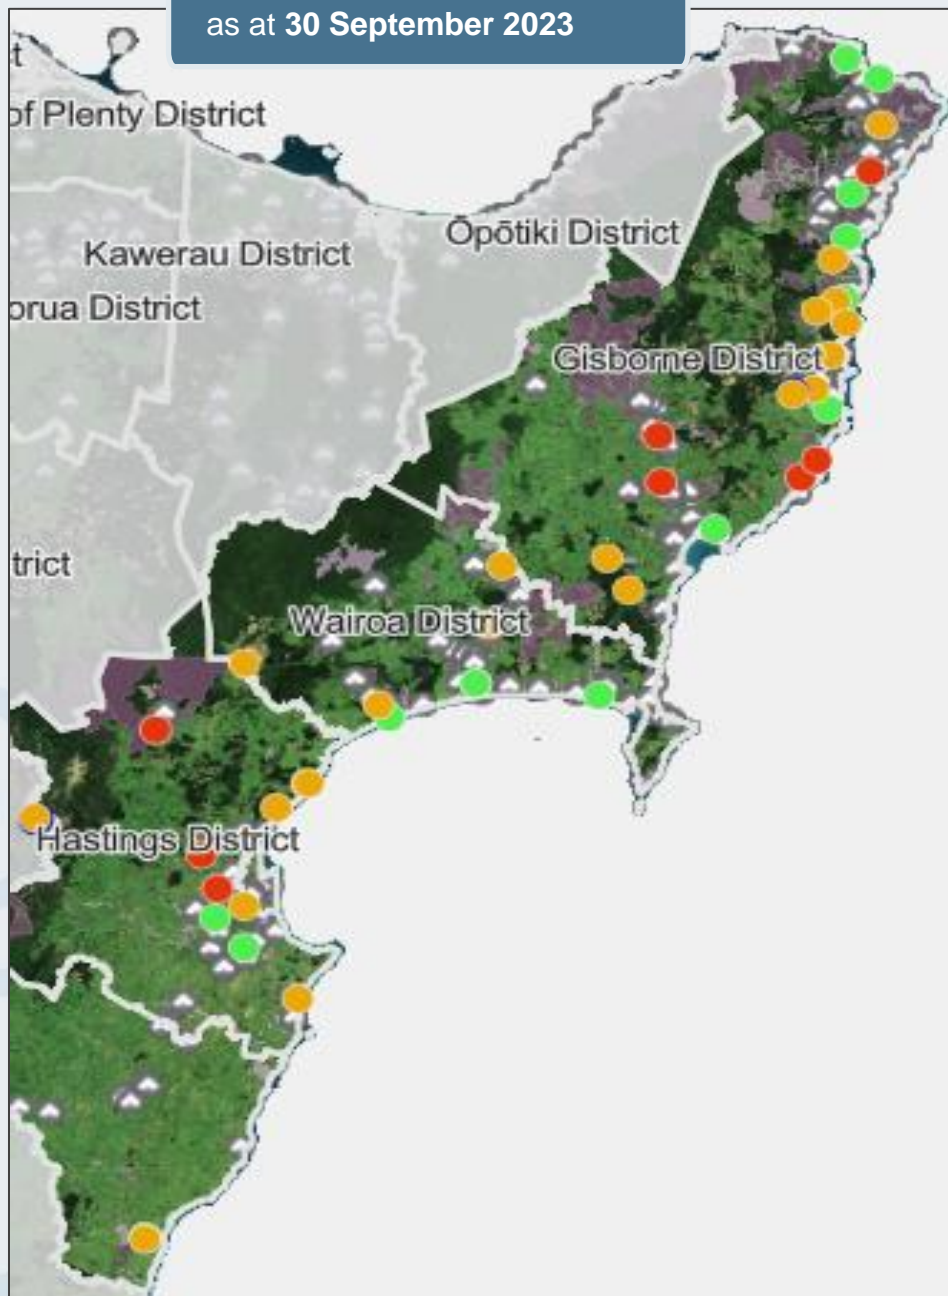 as at 30 September 2023
t
of Plenty District
Ōpōtiki District
Kawerau District
orua District
Gisborne District
trict
Wairoa District
Hastings District